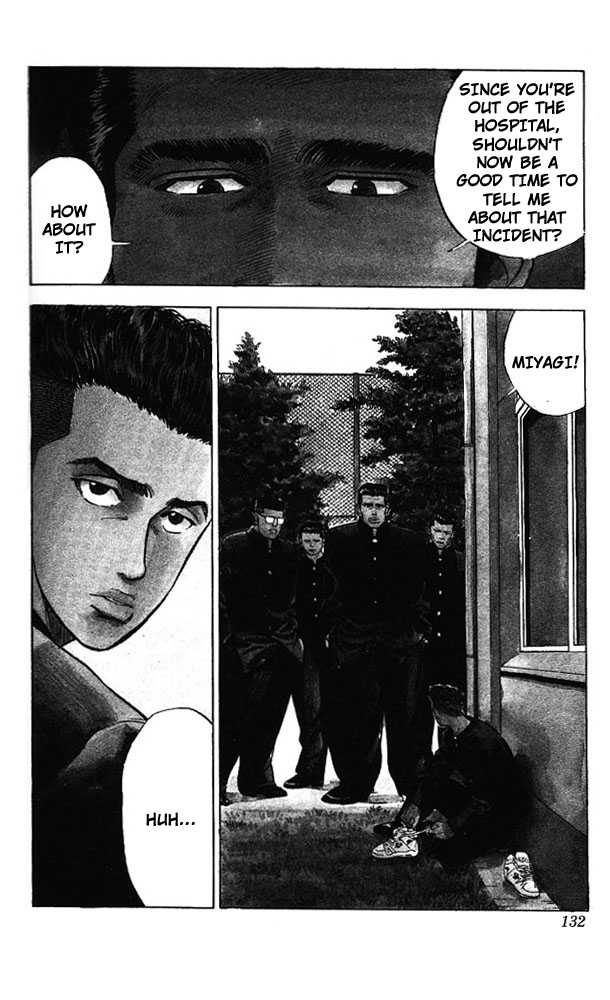 SINCE YOU'RE
OUT OF THE
HOSPITAL,
SHOULDN'T
NOW BE A
GOOD TIME TO
TELL ME
ABOUT THAT
INCIDENT?
HOW
ABOUT
IT?
MIYAGI!
HUH...
132